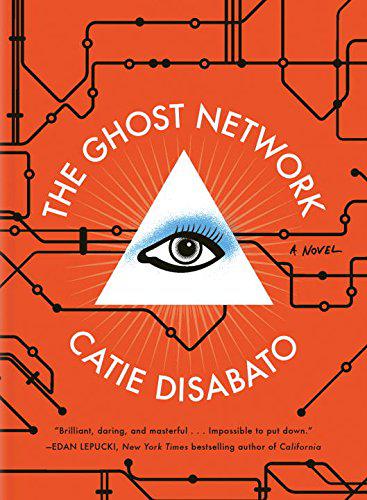 THE GHOST NETWORK
A NOVEL
CATIE DISABATO
“Brilliant, daring, and masterful . . . Impossible to put down.”
—EDAN LEPUCKI, New York Times bestselling author of California